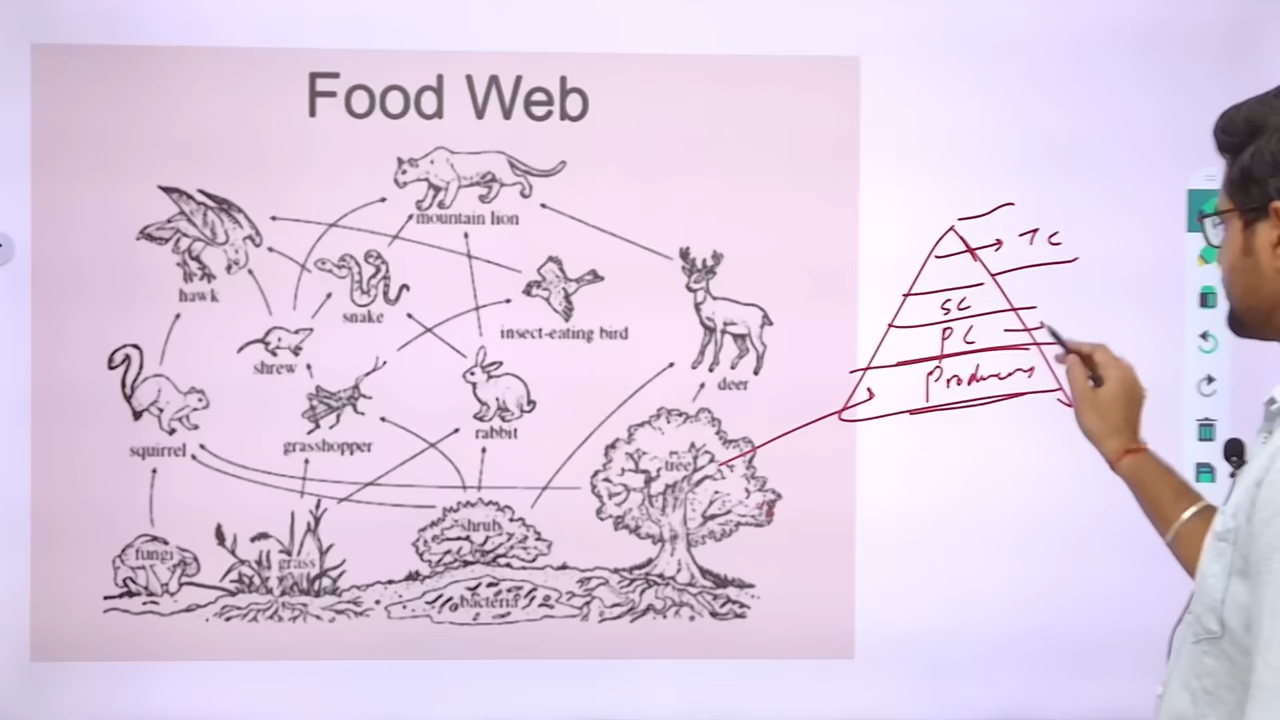 Food Web
mountain lion
hawk
snake
insect-eating bird
shrew
deer
squirrel
grasshopper
rabbit
tree
fungi
grass
shrub
bacteria
TC
SC
PC
Producers